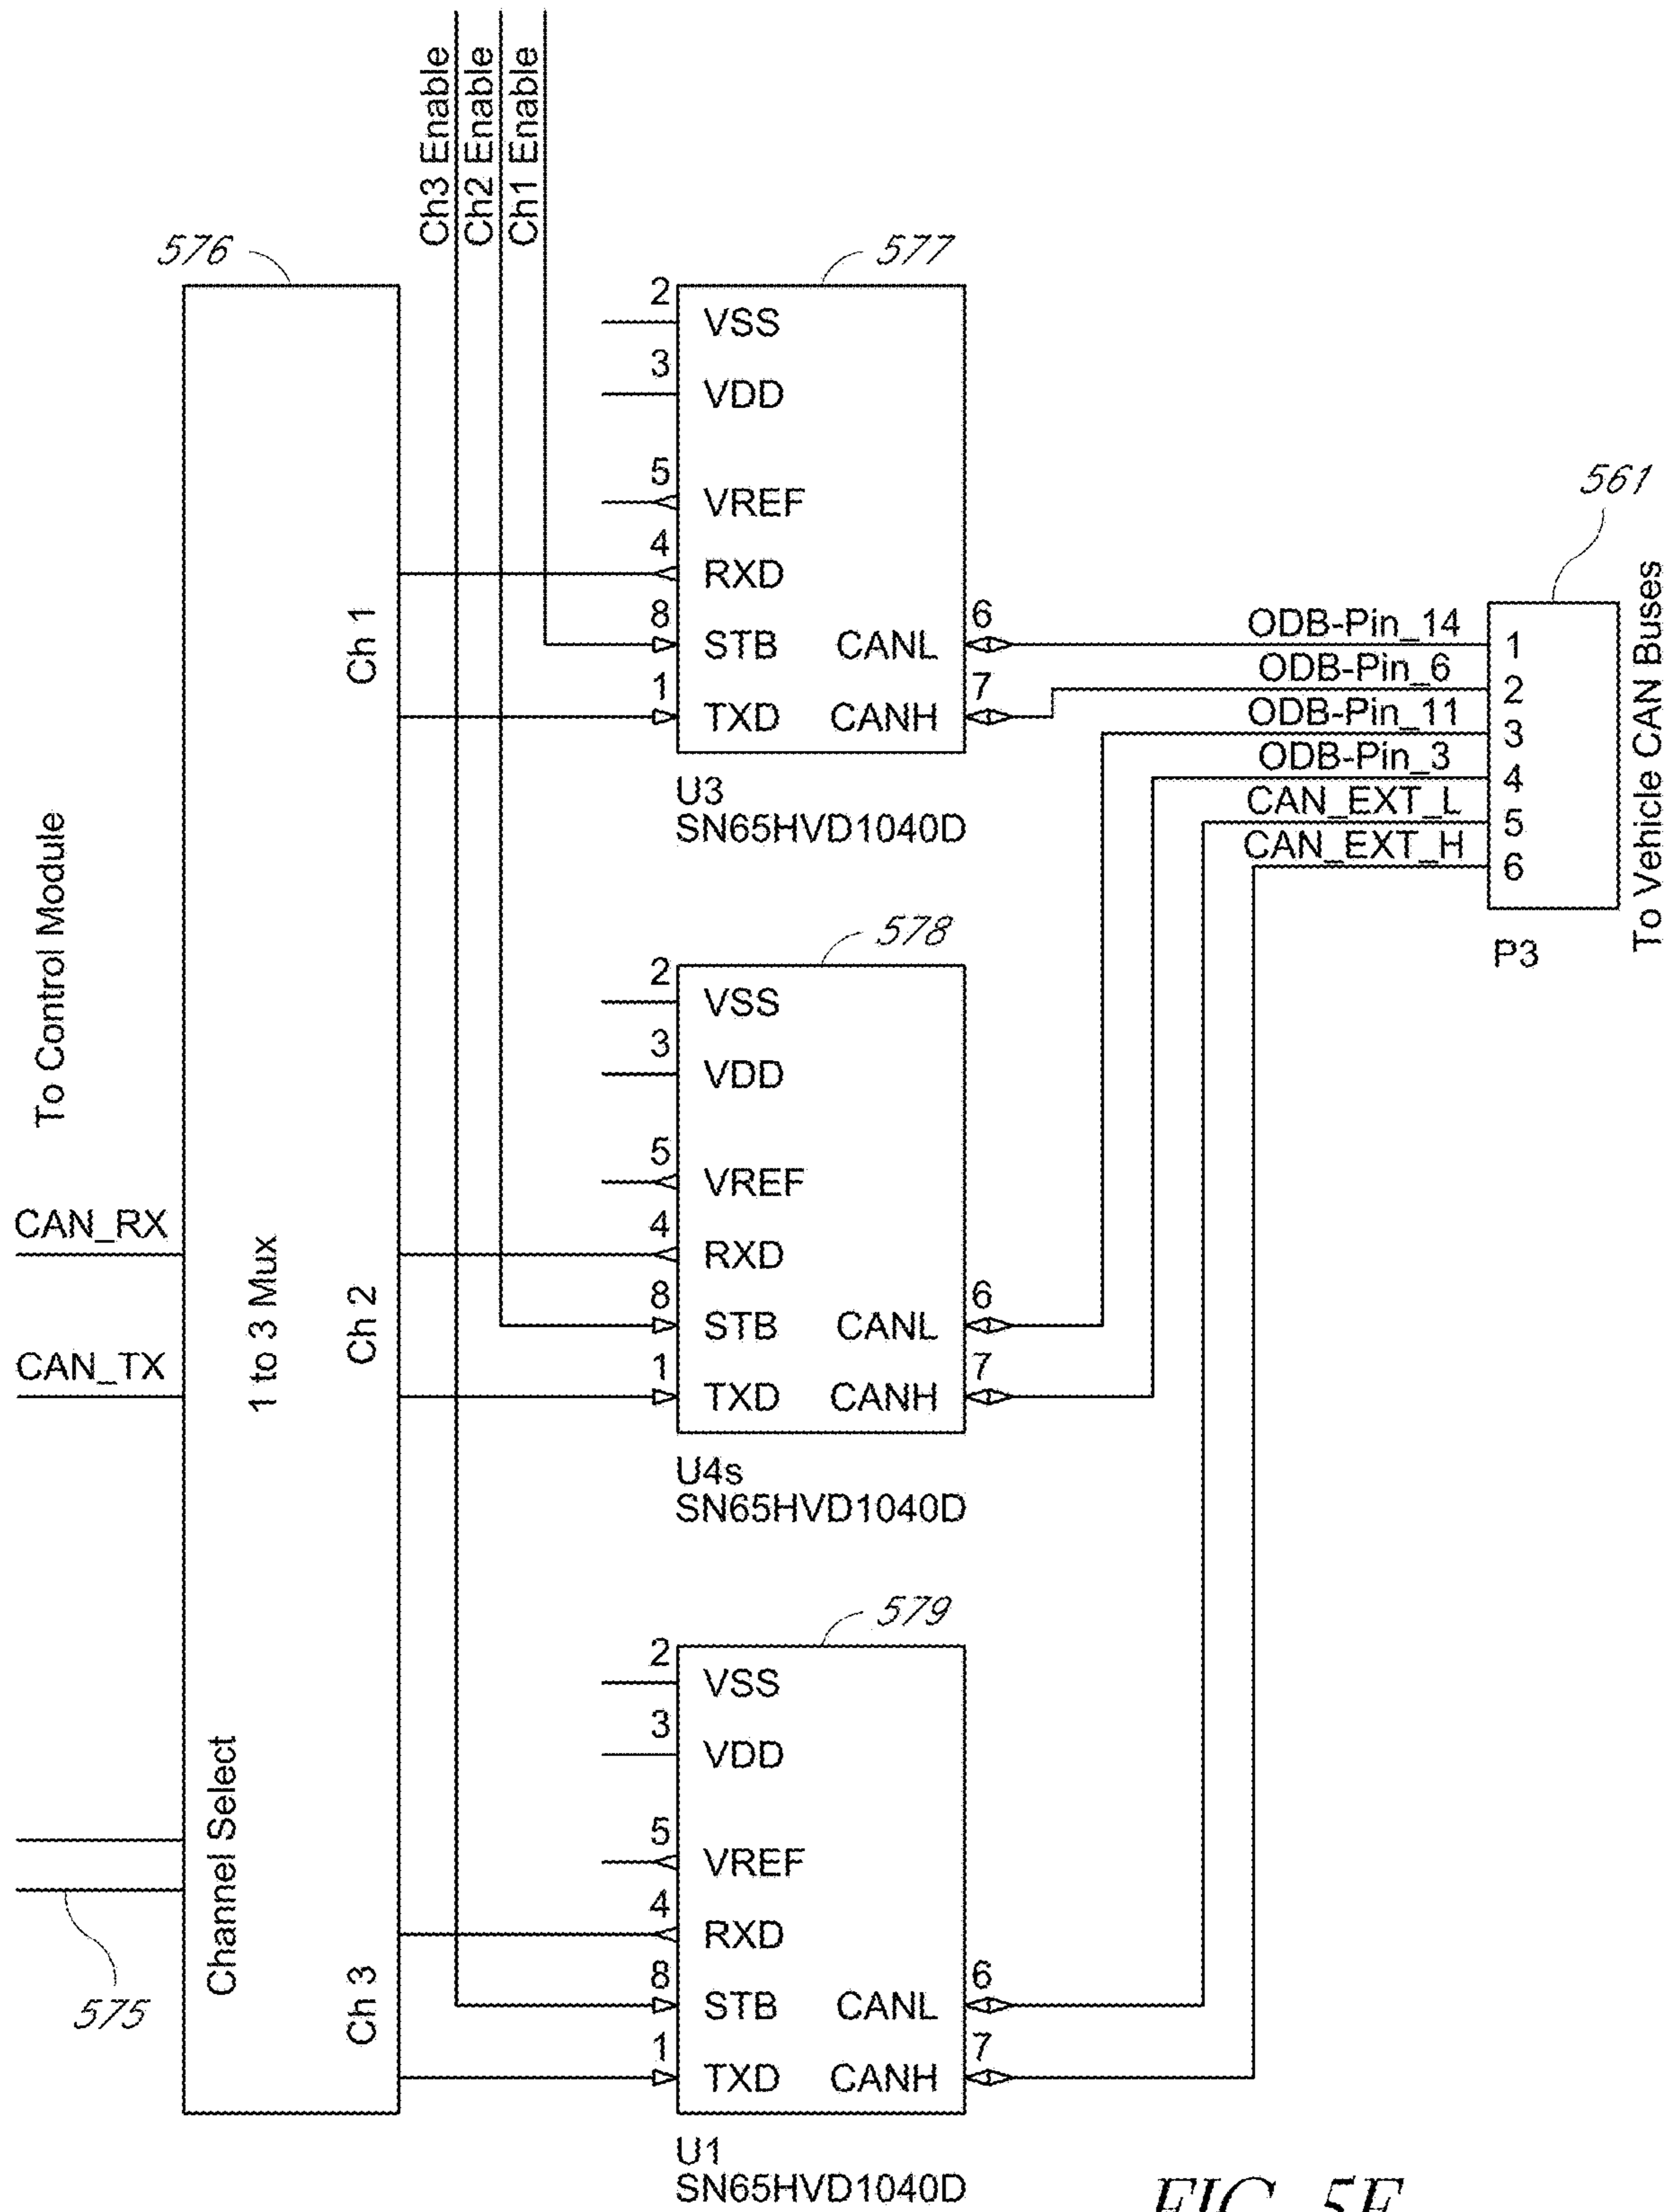 Ch3 Enable
Ch2 Enable
Ch1 Enable
576
577
2
VSS
3
VDD
5
VREF
4
RXD
8
STB
CANL
6
1
TXD
CANH
7
U3
SN65HVD1040D
Ch 1
561
ODB-Pin_14
1
ODB-Pin_6
2
ODB-Pin_11
3
ODB-Pin_3
4
CAN_EXT_L
5
CAN_EXT_H
6
P3
To Vehicle CAN Buses
To Control Module
CAN_RX
CAN_TX
1 to 3 Mux
Ch 2
578
2
VSS
3
VDD
5
VREF
4
RXD
8
STB
CANL
6
1
TXD
CANH
7
U4s
SN65HVD1040D
Channel Select
575
Ch 3
579
2
VSS
3
VDD
5
VREF
4
RXD
8
STB
CANL
6
1
TXD
CANH
7
U1
SN65HVD1040D